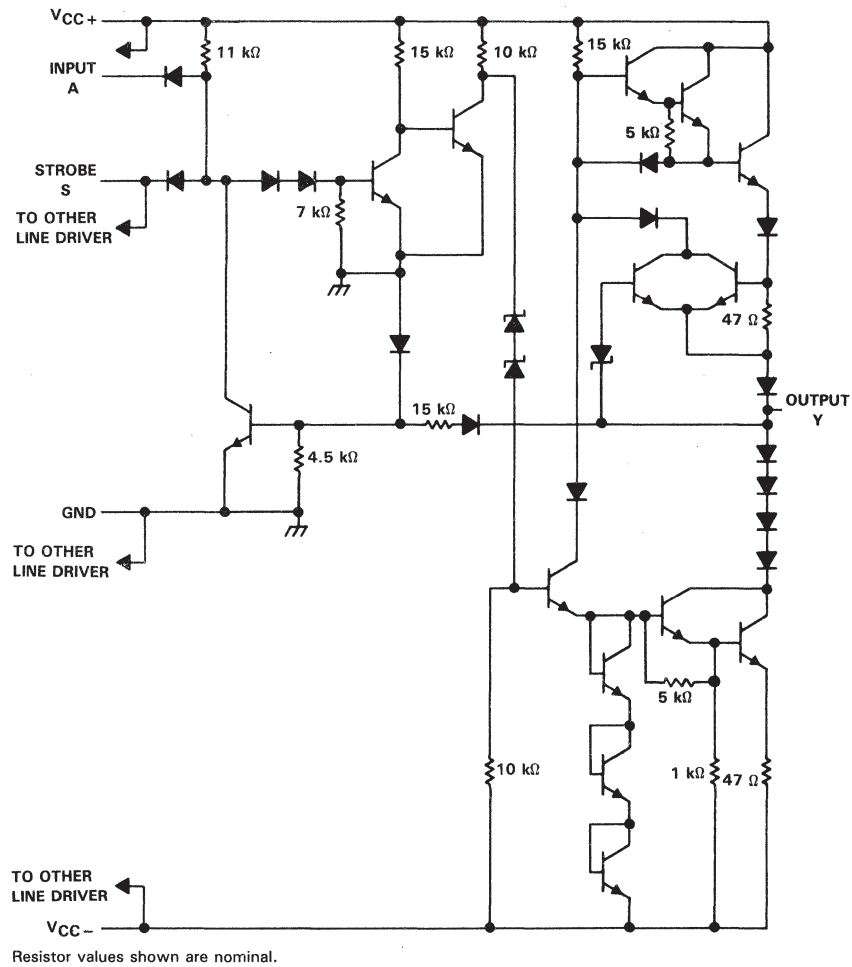 VCC+
11 kΩ
15 kΩ
10 kΩ
15 kΩ
INPUT
A
5 kΩ
STROBE
S
7 kΩ
TO OTHER
LINE DRIVER
47 Ω
15 kΩ
OUTPUT
Y
4.5 kΩ
GND
TO OTHER
LINE DRIVER
5 kΩ
10 kΩ
1 kΩ
47 Ω
TO OTHER
LINE DRIVER
VCC−
Resistor values shown are nominal.